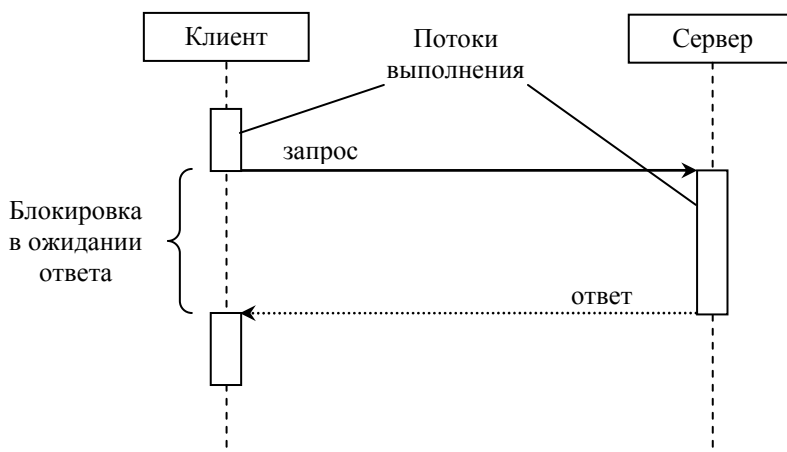 Клиент
Потоки
выполнения
Сервер
запрос
Блокировка
в ожидании
ответа
ответ